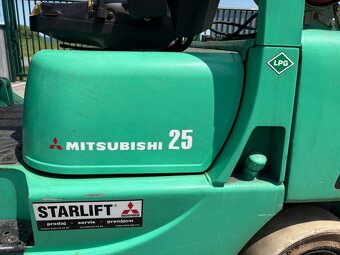 LPG
MITSUBISHI 25
STARLIFT
predaj - servis - prenájom